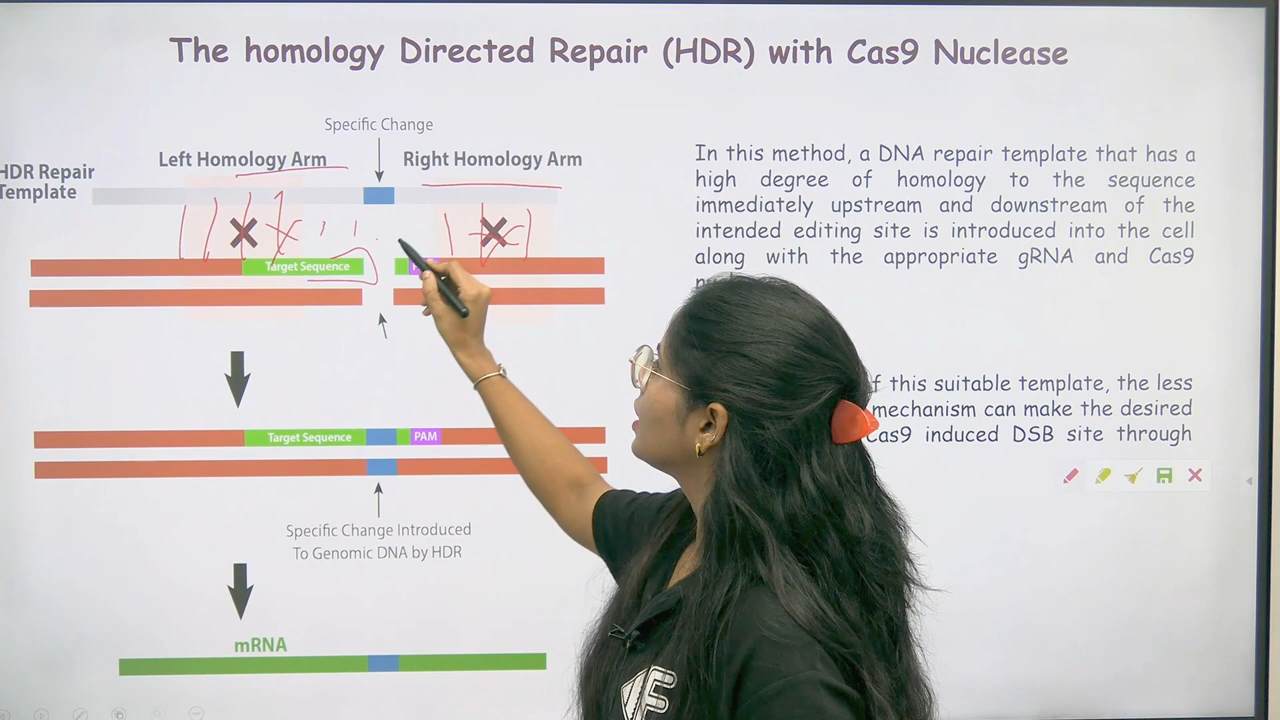 The homology Directed Repair (HDR) with Cas9 Nuclease
Specific Change
HDR Repair
Template
Left Homology Arm
Right Homology Arm
Target Sequence
Target Sequence
PAM
Specific Change Introduced
To Genomic DNA by HDR
mRNA
In this method, a DNA repair template that has a
high degree of homology to the sequence
immediately upstream and downstream of the
intended editing site is introduced into the cell
along with the appropriate gRNA and Cas9
f this suitable template, the less
mechanism can make the desired
Cas9 induced DSB site through